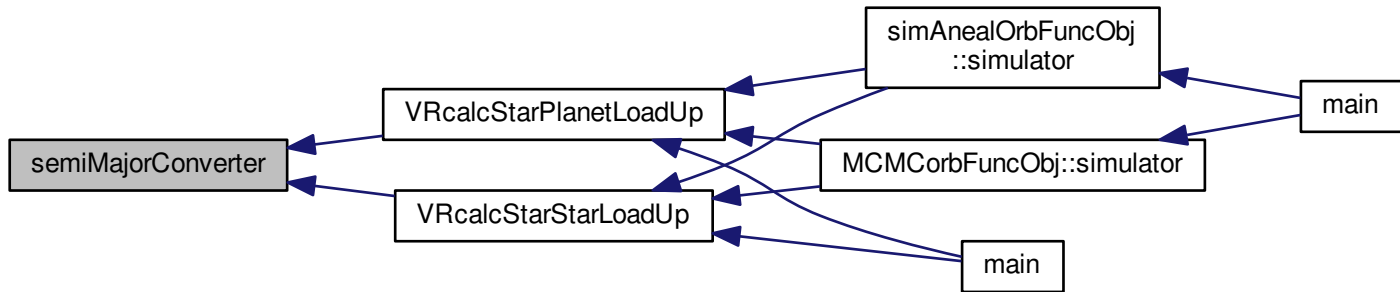 semiMajorConverter
VRcalcStarPlanetLoadUp
VRcalcStarStarLoadUp
simAnealOrbFuncObj
::simulator
MCMCorbFuncObj::simulator
main
main